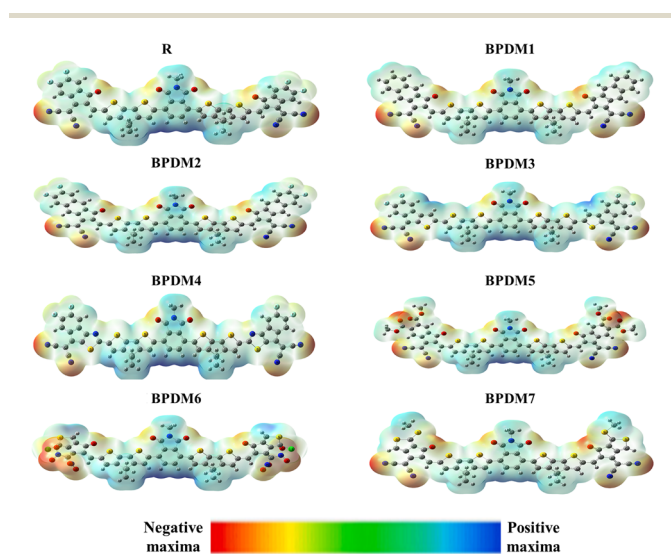 R
BPDM1
BPDM2
BPDM3
BPDM4
BPDM5
BPDM6
BPDM7
Negative
maxima
Positive
maxima